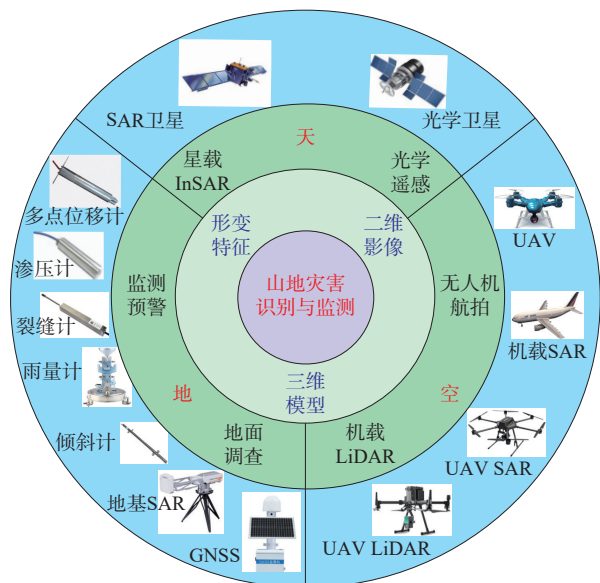 SAR卫星
光学卫星
天
星载
InSAR
光学
遥感
多点位移计
渗压计
裂缝计
雨量计
倾斜计
地基SAR
GNSS
监测
预警
地
地面
调查
形变
特征
二维
影像
山地灾害
识别与监测
三维
模型
无人机
航拍
空
机载
LiDAR
UAV
机载SAR
UAV SAR
UAV LiDAR